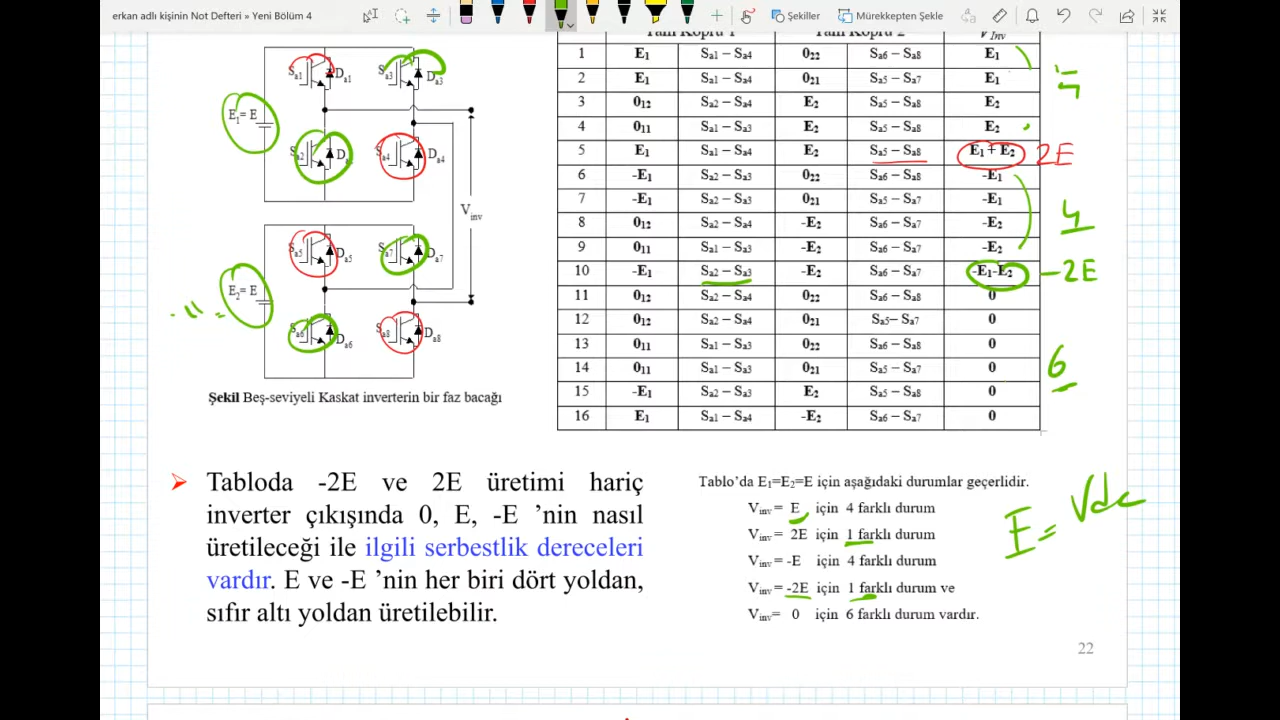 erkan adlı kişinin Not Defteri » Yeni Bölüm 4
Şekiller
Mürekkepten Şekle
Tam Köprü 1 Tam Köprü 2 VInv
1 E1 Sa1 – Sa4 022 Sa6 – Sa8 E1
2 E1 Sa1 – Sa4 021 Sa5 – Sa7 E1
3 012 Sa2 – Sa4 E2 Sa5 – Sa8 E2
4 011 Sa1 – Sa3 E2 Sa5 – Sa8 E2
5 E1 Sa1 – Sa4 E2 Sa5 – Sa8 E1 + E2 2E
6 -E1 Sa2 – Sa3 022 Sa6 – Sa8 -E1
7 -E1 Sa2 – Sa3 021 Sa5 – Sa7 -E1
8 012 Sa2 – Sa4 -E2 Sa6 – Sa7 -E2 4
9 011 Sa1 – Sa3 -E2 Sa6 – Sa7 -E2
10 -E1 Sa2 – Sa3 -E2 Sa6 – Sa7 -E1-E2 -2E
11 012 Sa2 – Sa4 022 Sa6 – Sa8 0
12 012 Sa2 – Sa4 021 Sa5– Sa7 0
13 011 Sa1 – Sa3 022 Sa6 – Sa8 0
14 011 Sa1 – Sa3 021 Sa5 – Sa7 0 6
15 -E1 Sa2 – Sa3 E2 Sa5 – Sa8 0
16 E1 Sa1 – Sa4 -E2 Sa6 – Sa7 0
Sa1 Da1 Sa3 Da3
E1= E
Sa2 Sa4 Da4
Vinv
Sa5 Da5 Sa7 Da7
E2= E
Sa6 Da6 Sa8 Da8
Şekil Beş-seviyeli Kaskat inverterin bir faz bacağı
Tabloda -2E ve 2E üretimi hariç
inverter çıkışında 0, E, -E ’nin nasıl
üretileceği ile ilgili serbestlik dereceleri
vardır. E ve -E ’nin her biri dört yoldan,
sıfır altı yoldan üretilebilir.
Tablo’da E1=E2=E için aşağıdaki durumlar geçerlidir.
Vinv= E için 4 farklı durum
Vinv= 2E için 1 farklı durum
Vinv= -E için 4 farklı durum
Vinv= -2E için 1 farklı durum ve
Vinv= 0 için 6 farklı durum vardır.
E = Vdc
22